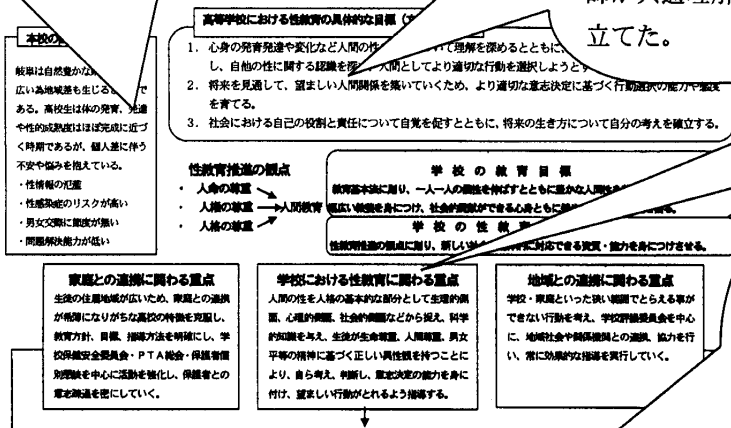 師が共通理解
立てた。
高等学校における性教育の具体的な目標
1. 心身の発育発達や変化など人間の性 いて理解を深めるとともに、
し、自他の性に関する認識を深 人間としてより適切な行動を選択しようとす
2. 将来を見通して、望ましい人間関係を築いていくため、より適切な意志決定に基づく行動選択の能力や態度
を育てる。
3. 社会における自己の役割と責任について自覚を促すとともに、将来の生き方について自分の考えを確立する。
本校の
岐阜は自然豊かな
広い為地域差も生じる で
ある。高校生は体の発育、発達
や性的成熟度はほぼ完成に近づ
く時期であるが、個人差に伴う
不安や悩みを抱えている。
・性情報の氾濫
・性感染症のリスクが高い
・男女交際に節度が無い
・問題解決能力が低い
性教育推進の観点
・ 人命の尊重
・ 人格の尊重 人間教育
・ 人権の尊重
学校の教育目標
教育基本法に則り、一人一人の個性を伸ばすとともに豊かな人間性
幅広い教養を身につけ、社会的貢献ができる心身ともに
学校の性教育
性教育推進の観点に則り、新しい に対応できる資質・能力を身につけさせる。
家庭との連携に関わる重点
生徒の住居地域が広いため、家庭との連携
が希薄になりがちな高校の特徴を克服し、
教育方針、目標、指導方法を明確にし、学
校保健安全委員会・PTA総会・保護者個
別懇談を中心に活動を強化し、保護者との
意志疎通を密にしていく。
学校における性教育に関わる重点
人間の性を人格の基本的な部分として生理的側
面、心理的側面、社会的側面などから捉え、科学
的知識を与え、生徒が生命尊重、人間尊重、男女
平等の精神に基づく正しい異性観を持つことに
より、自ら考え、判断し、意志決定の能力を身に
付け、望ましい行動がとれるよう指導する。
地域との連携に関わる重点
学校・家庭といった狭い範囲でとらえる事が
できない行動を考え、学校評議委員会を中心
に、地域社会や関係機関との連携、協力を行
い、常に効果的な指導を実行していく。